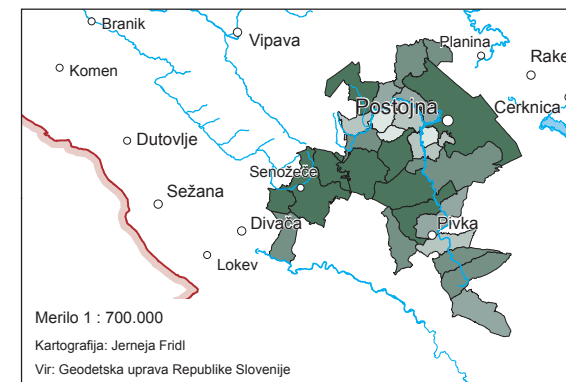 Branik
Vipava
Planina
Rake
Komen
Postojna
Cerknica
Dutovlje
Senožeče
Sežana
Divača
Pivka
Lokev
Merilo 1 : 700.000
Kartografija: Jerneja Fridl
Vir: Geodetska uprava Republike Slovenije